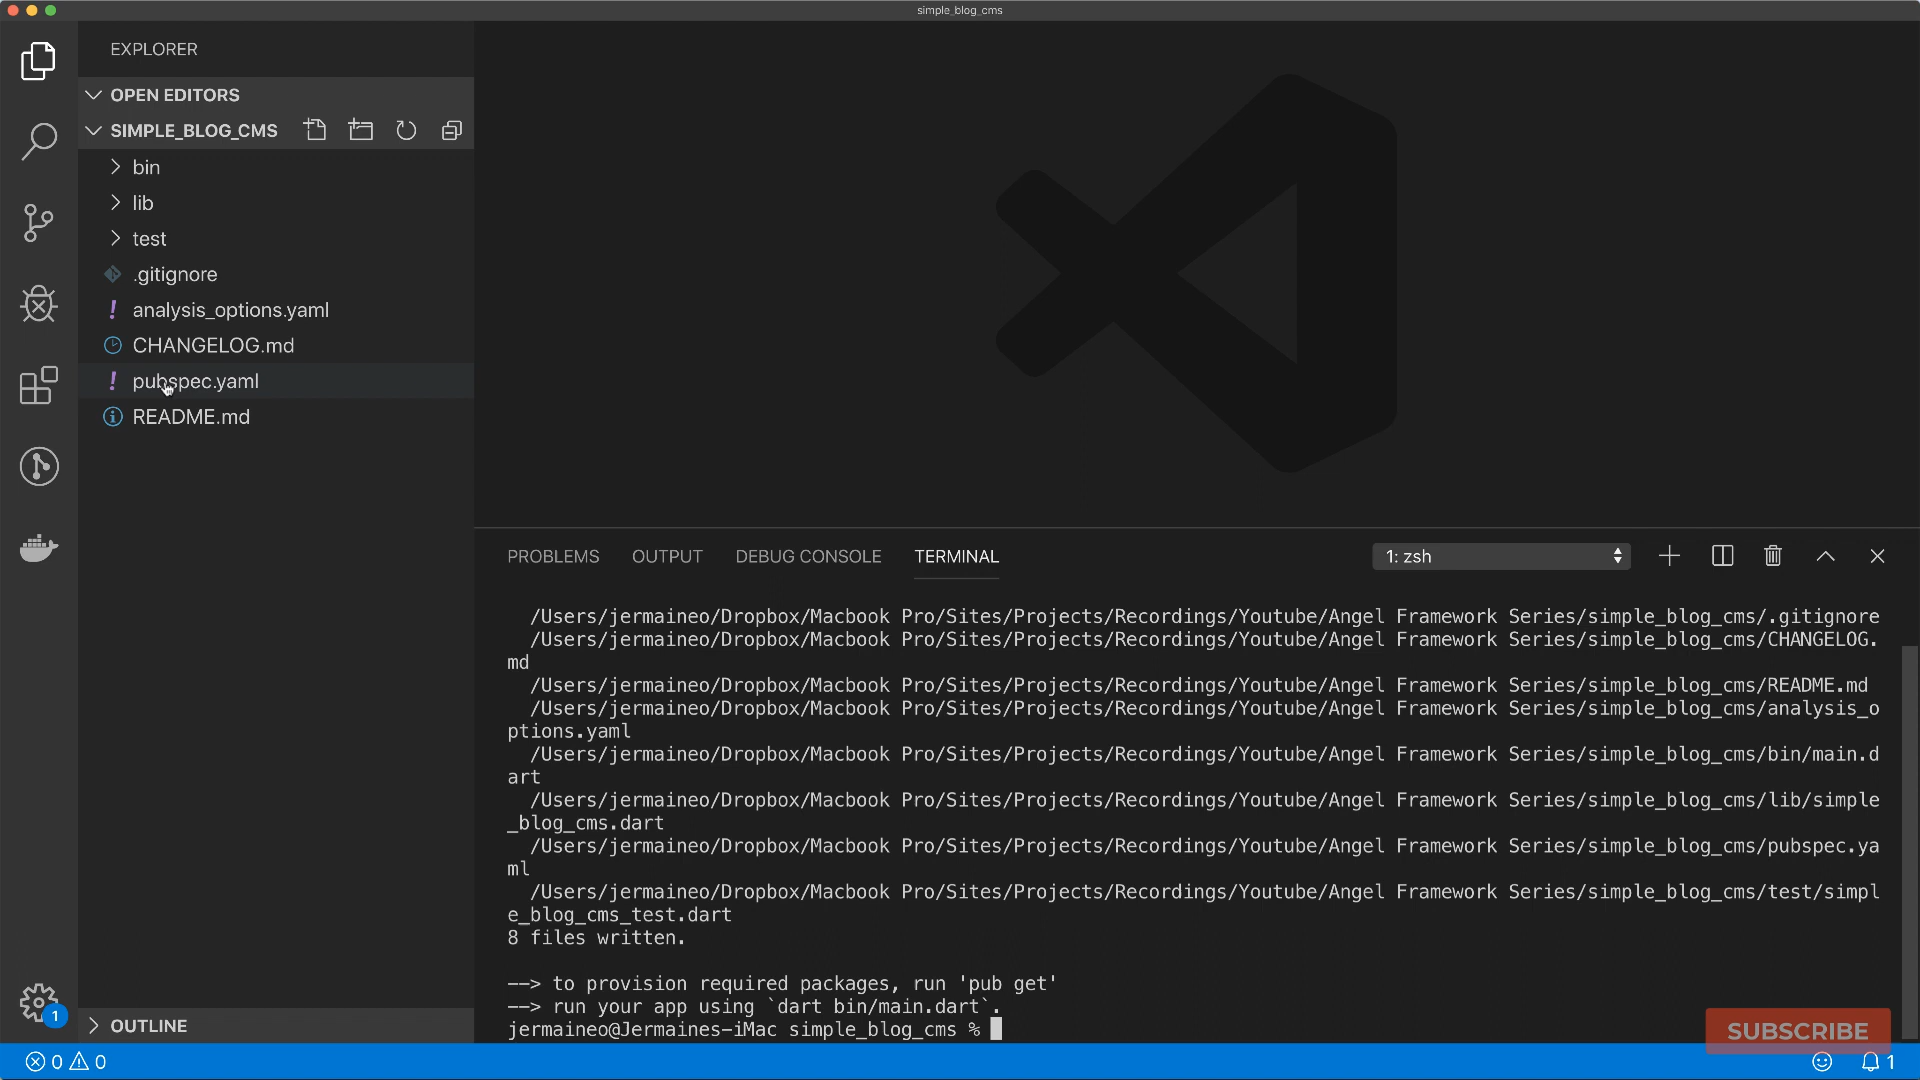 simple_blog_cms
EXPLORER
OPEN EDITORS
SIMPLE_BLOG_CMS
bin
lib
test
.gitignore
analysis_options.yaml
CHANGELOG.md
pubspec.yaml
README.md
OUTLINE
PROBLEMS OUTPUT DEBUG CONSOLE TERMINAL 1: zsh
/Users/jermaineo/Dropbox/Macbook Pro/Sites/Projects/Recordings/Youtube/Angel Framework Series/simple_blog_cms/.gitignore
/Users/jermaineo/Dropbox/Macbook Pro/Sites/Projects/Recordings/Youtube/Angel Framework Series/simple_blog_cms/CHANGELOG.
md
/Users/jermaineo/Dropbox/Macbook Pro/Sites/Projects/Recordings/Youtube/Angel Framework Series/simple_blog_cms/README.md
/Users/jermaineo/Dropbox/Macbook Pro/Sites/Projects/Recordings/Youtube/Angel Framework Series/simple_blog_cms/analysis_o
ptions.yaml
/Users/jermaineo/Dropbox/Macbook Pro/Sites/Projects/Recordings/Youtube/Angel Framework Series/simple_blog_cms/bin/main.d
art
/Users/jermaineo/Dropbox/Macbook Pro/Sites/Projects/Recordings/Youtube/Angel Framework Series/simple_blog_cms/lib/simple
_blog_cms.dart
/Users/jermaineo/Dropbox/Macbook Pro/Sites/Projects/Recordings/Youtube/Angel Framework Series/simple_blog_cms/pubspec.ya
ml
/Users/jermaineo/Dropbox/Macbook Pro/Sites/Projects/Recordings/Youtube/Angel Framework Series/simple_blog_cms/test/simpl
e_blog_cms_test.dart
8 files written.
--> to provision required packages, run 'pub get'
--> run your app using `dart bin/main.dart`.
jermaineo@Jermaines-iMac simple_blog_cms %
SUBSCRIBE
1
0 0 1